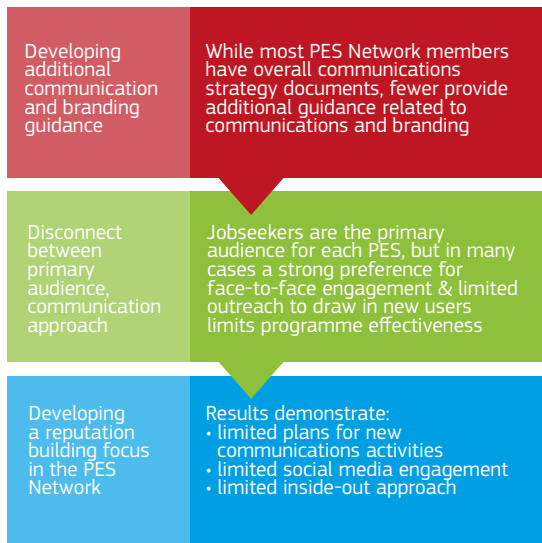 Developing
additional
communication
and branding
guidance
While most PES Network members
have overall communications
strategy documents, fewer provide
additional guidance related to
communications and branding
Disconnect
between
primary
audience,
communication
approach
Jobseekers are the primary
audience for each PES, but in many
cases a strong preference for
face-to-face engagement & limited
outreach to draw in new users
limits programme effectiveness
Developing
a reputation
building focus
in the PES
Network
Results demonstrate:
• limited plans for new
communications activities
• limited social media engagement
• limited inside-out approach